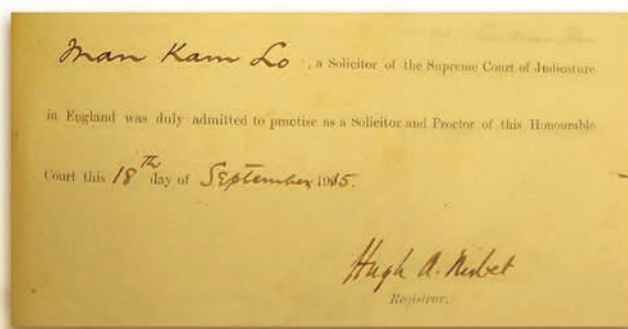 Man Kam Lo, a Solicitor of the Supreme Court of Judicature
in England was duly admitted to practise as a Solicitor and Proctor of this Honourable
Court this 18th day of September 1915.
Hugh A. Nisbet
Registrar.